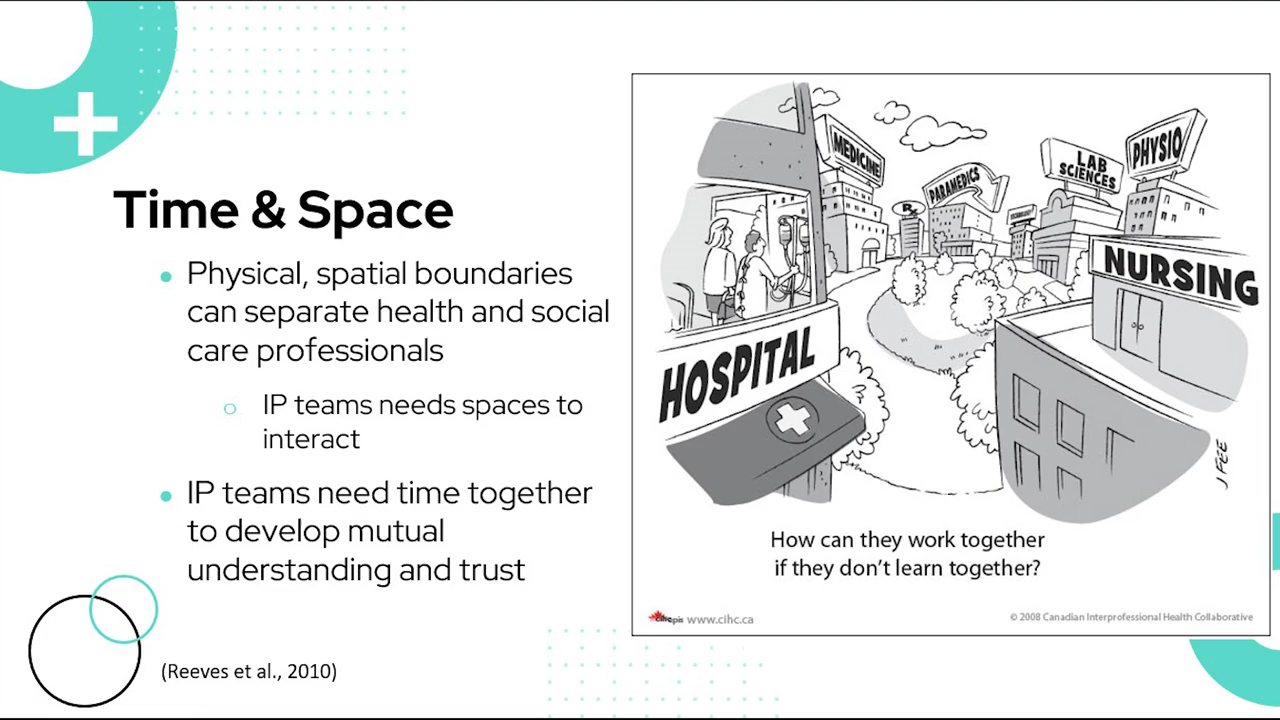 Time & Space
Physical, spatial boundaries
can separate health and social
care professionals
IP teams needs spaces to
interact
IP teams need time together
to develop mutual
understanding and trust
(Reeves et al., 2010)
MEDICINE
Rx
PARAMEDICS
LAB
SCIENCES
PHYSIO
NURSING
HOSPITAL
J FEE
How can they work together
if they don't learn together?
www.cihc.ca
© 2008 Canadian Interprofessional Health Collaborative